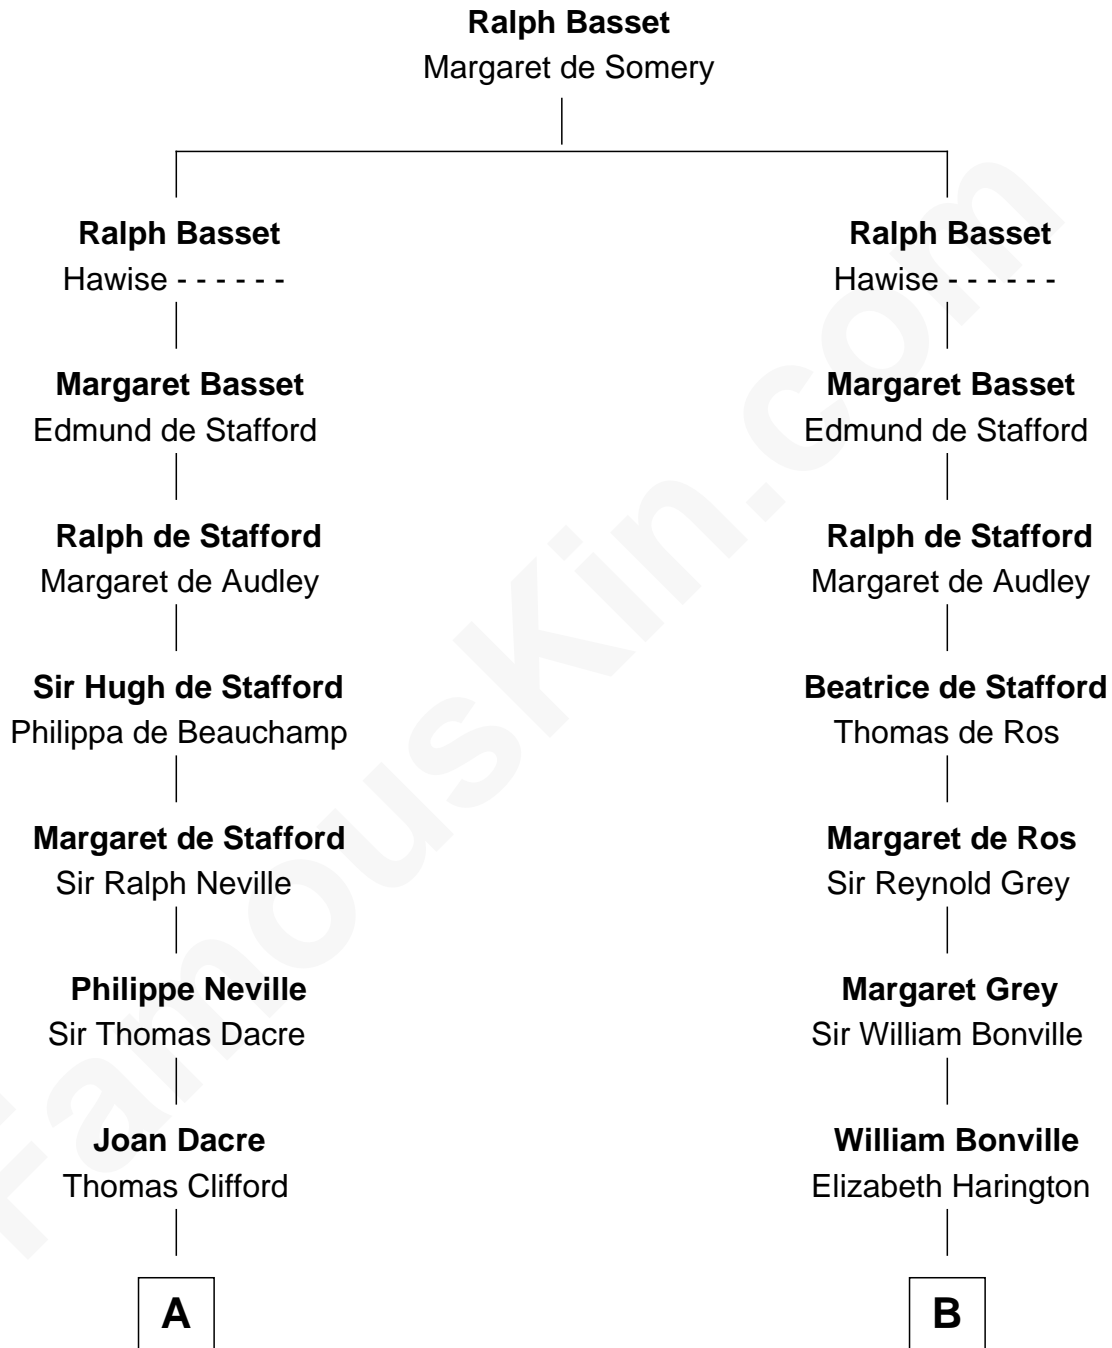 Ralph Basset
Margaret de Somery
Ralph Basset
Hawise - - - - - -
Margaret Basset
Edmund de Stafford
Ralph de Stafford
Margaret de Audley
Sir Hugh de Stafford
Philippa de Beauchamp
Margaret de Stafford
Sir Ralph Neville
Philippe Neville
Sir Thomas Dacre
Joan Dacre
Thomas Clifford
A
Ralph Basset
Hawise - - - - - -
Margaret Basset
Edmund de Stafford
Ralph de Stafford
Margaret de Audley
Beatrice de Stafford
Thomas de Ros
Margaret de Ros
Sir Reynold Grey
Margaret Grey
Sir William Bonville
William Bonville
Elizabeth Harington
B
FamousKin.com